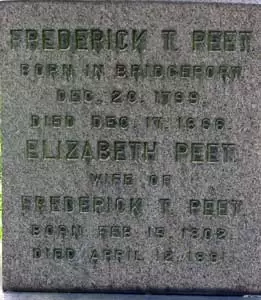 FREDERICK T. PEET.
BORN IN BRIDGEPORT.
DEC. 20. 1799.
DIED DEC. 17. 1866.
ELIZABETH PEET.
WIFE OF
FREDERICK T. PEET.
BORN FEB. 15. 1802.
DIED APRIL 12. 1881.